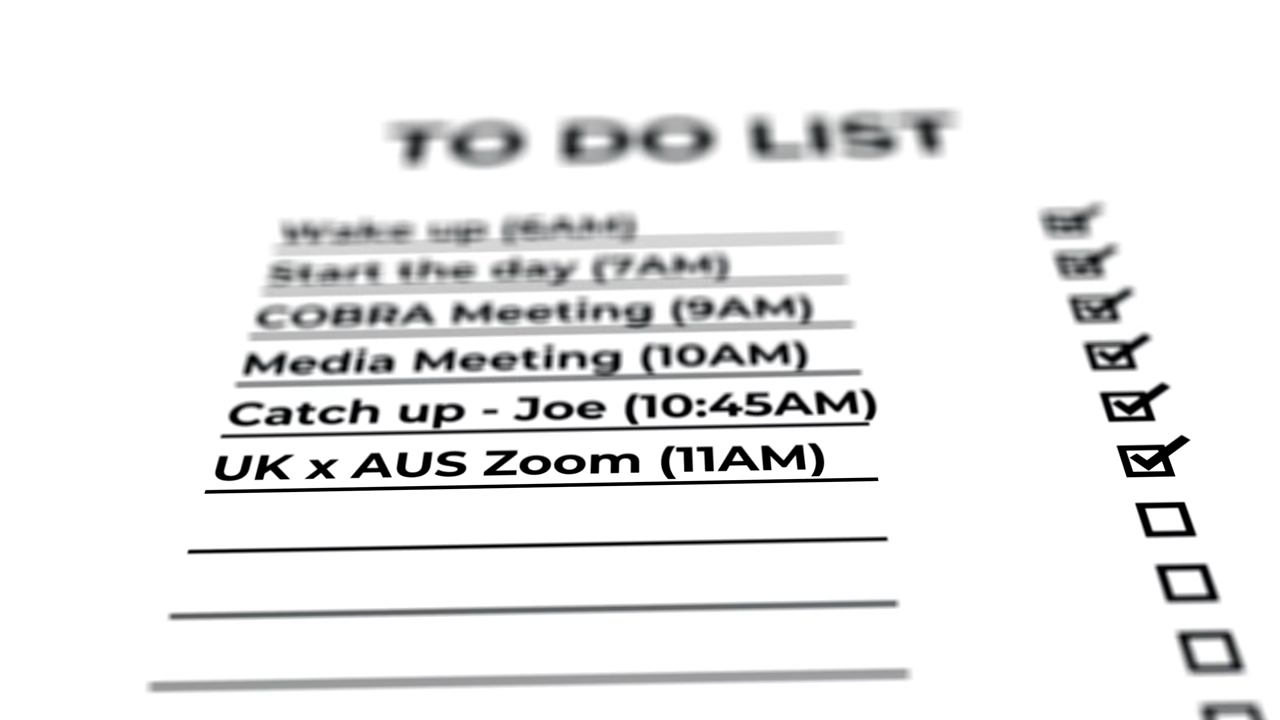 TO DO LIST
Wake up (6AM)
Start the day (7AM)
COBRA Meeting (9AM)
Media Meeting (10AM)
Catch up - Joe (10:45AM)
UK x AUS Zoom (11AM)